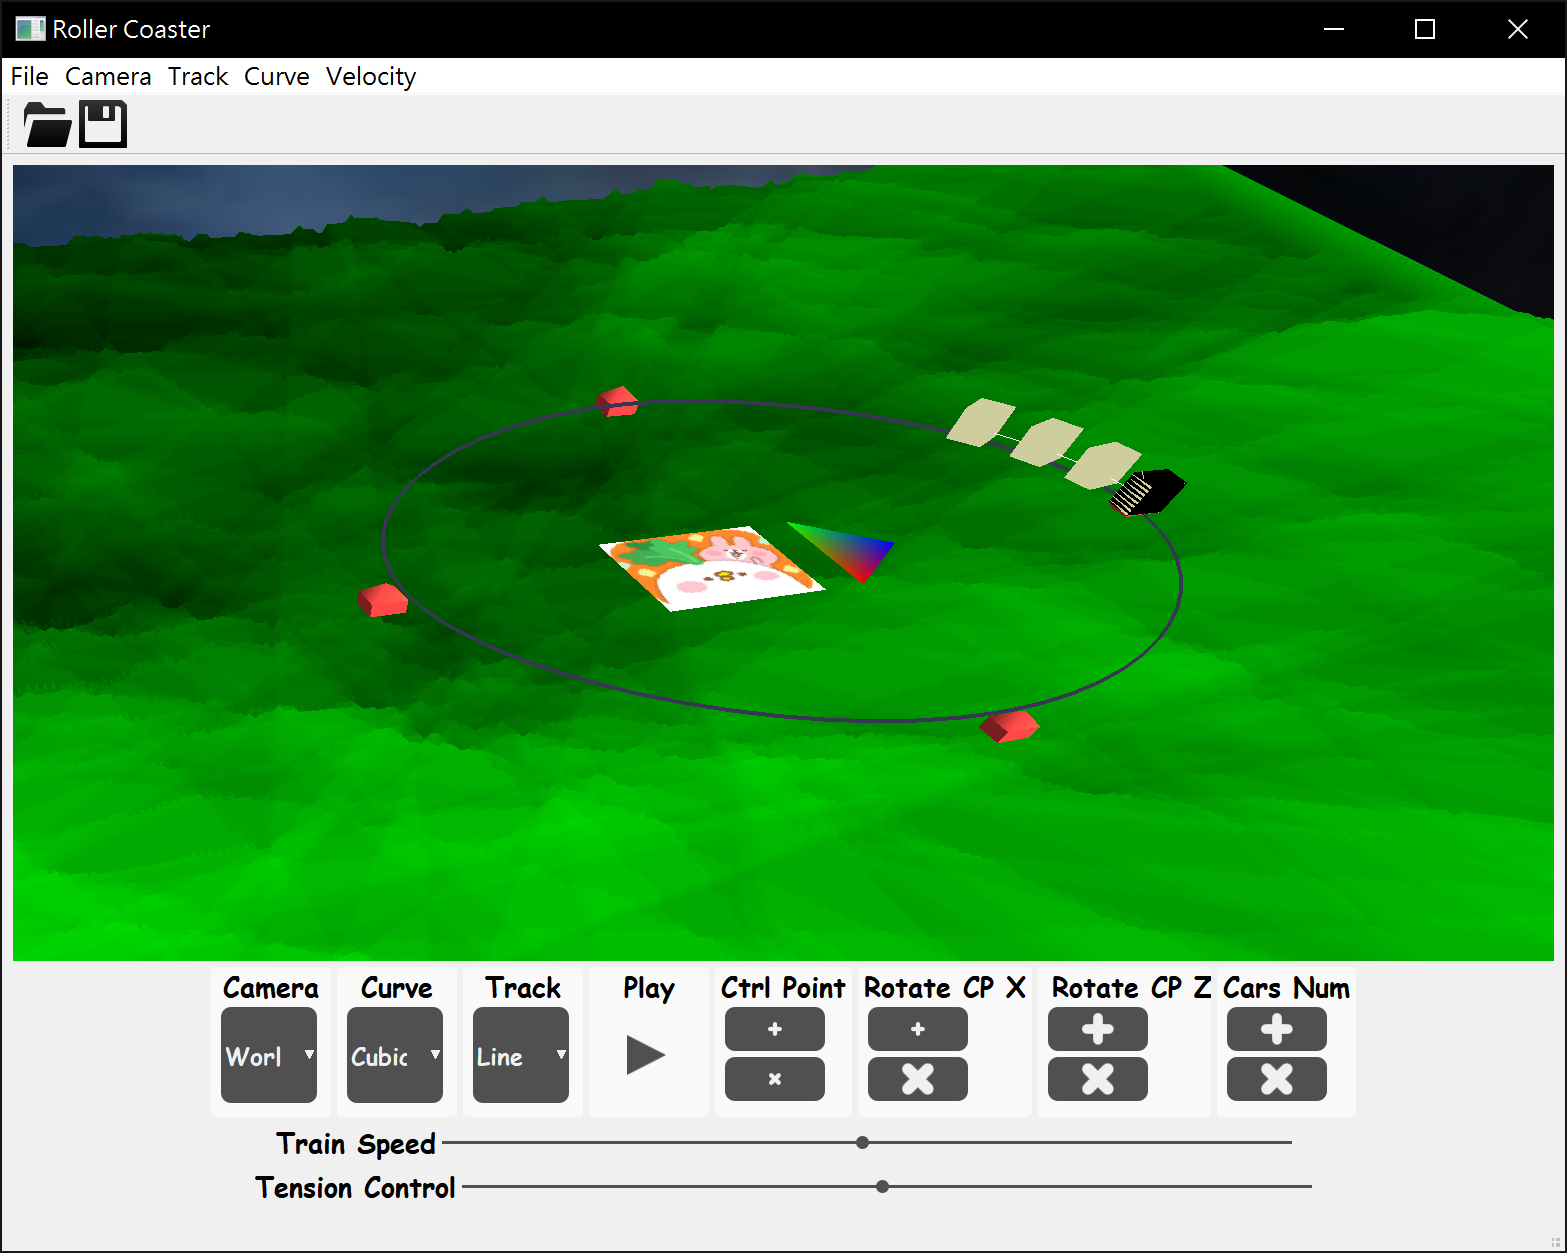 Roller Coaster
File Camera Track Curve Velocity
Camera Curve Track Play Ctrl Point Rotate CP X Rotate CP Z Cars Num
Worl Cubic Line
Train Speed
Tension Control